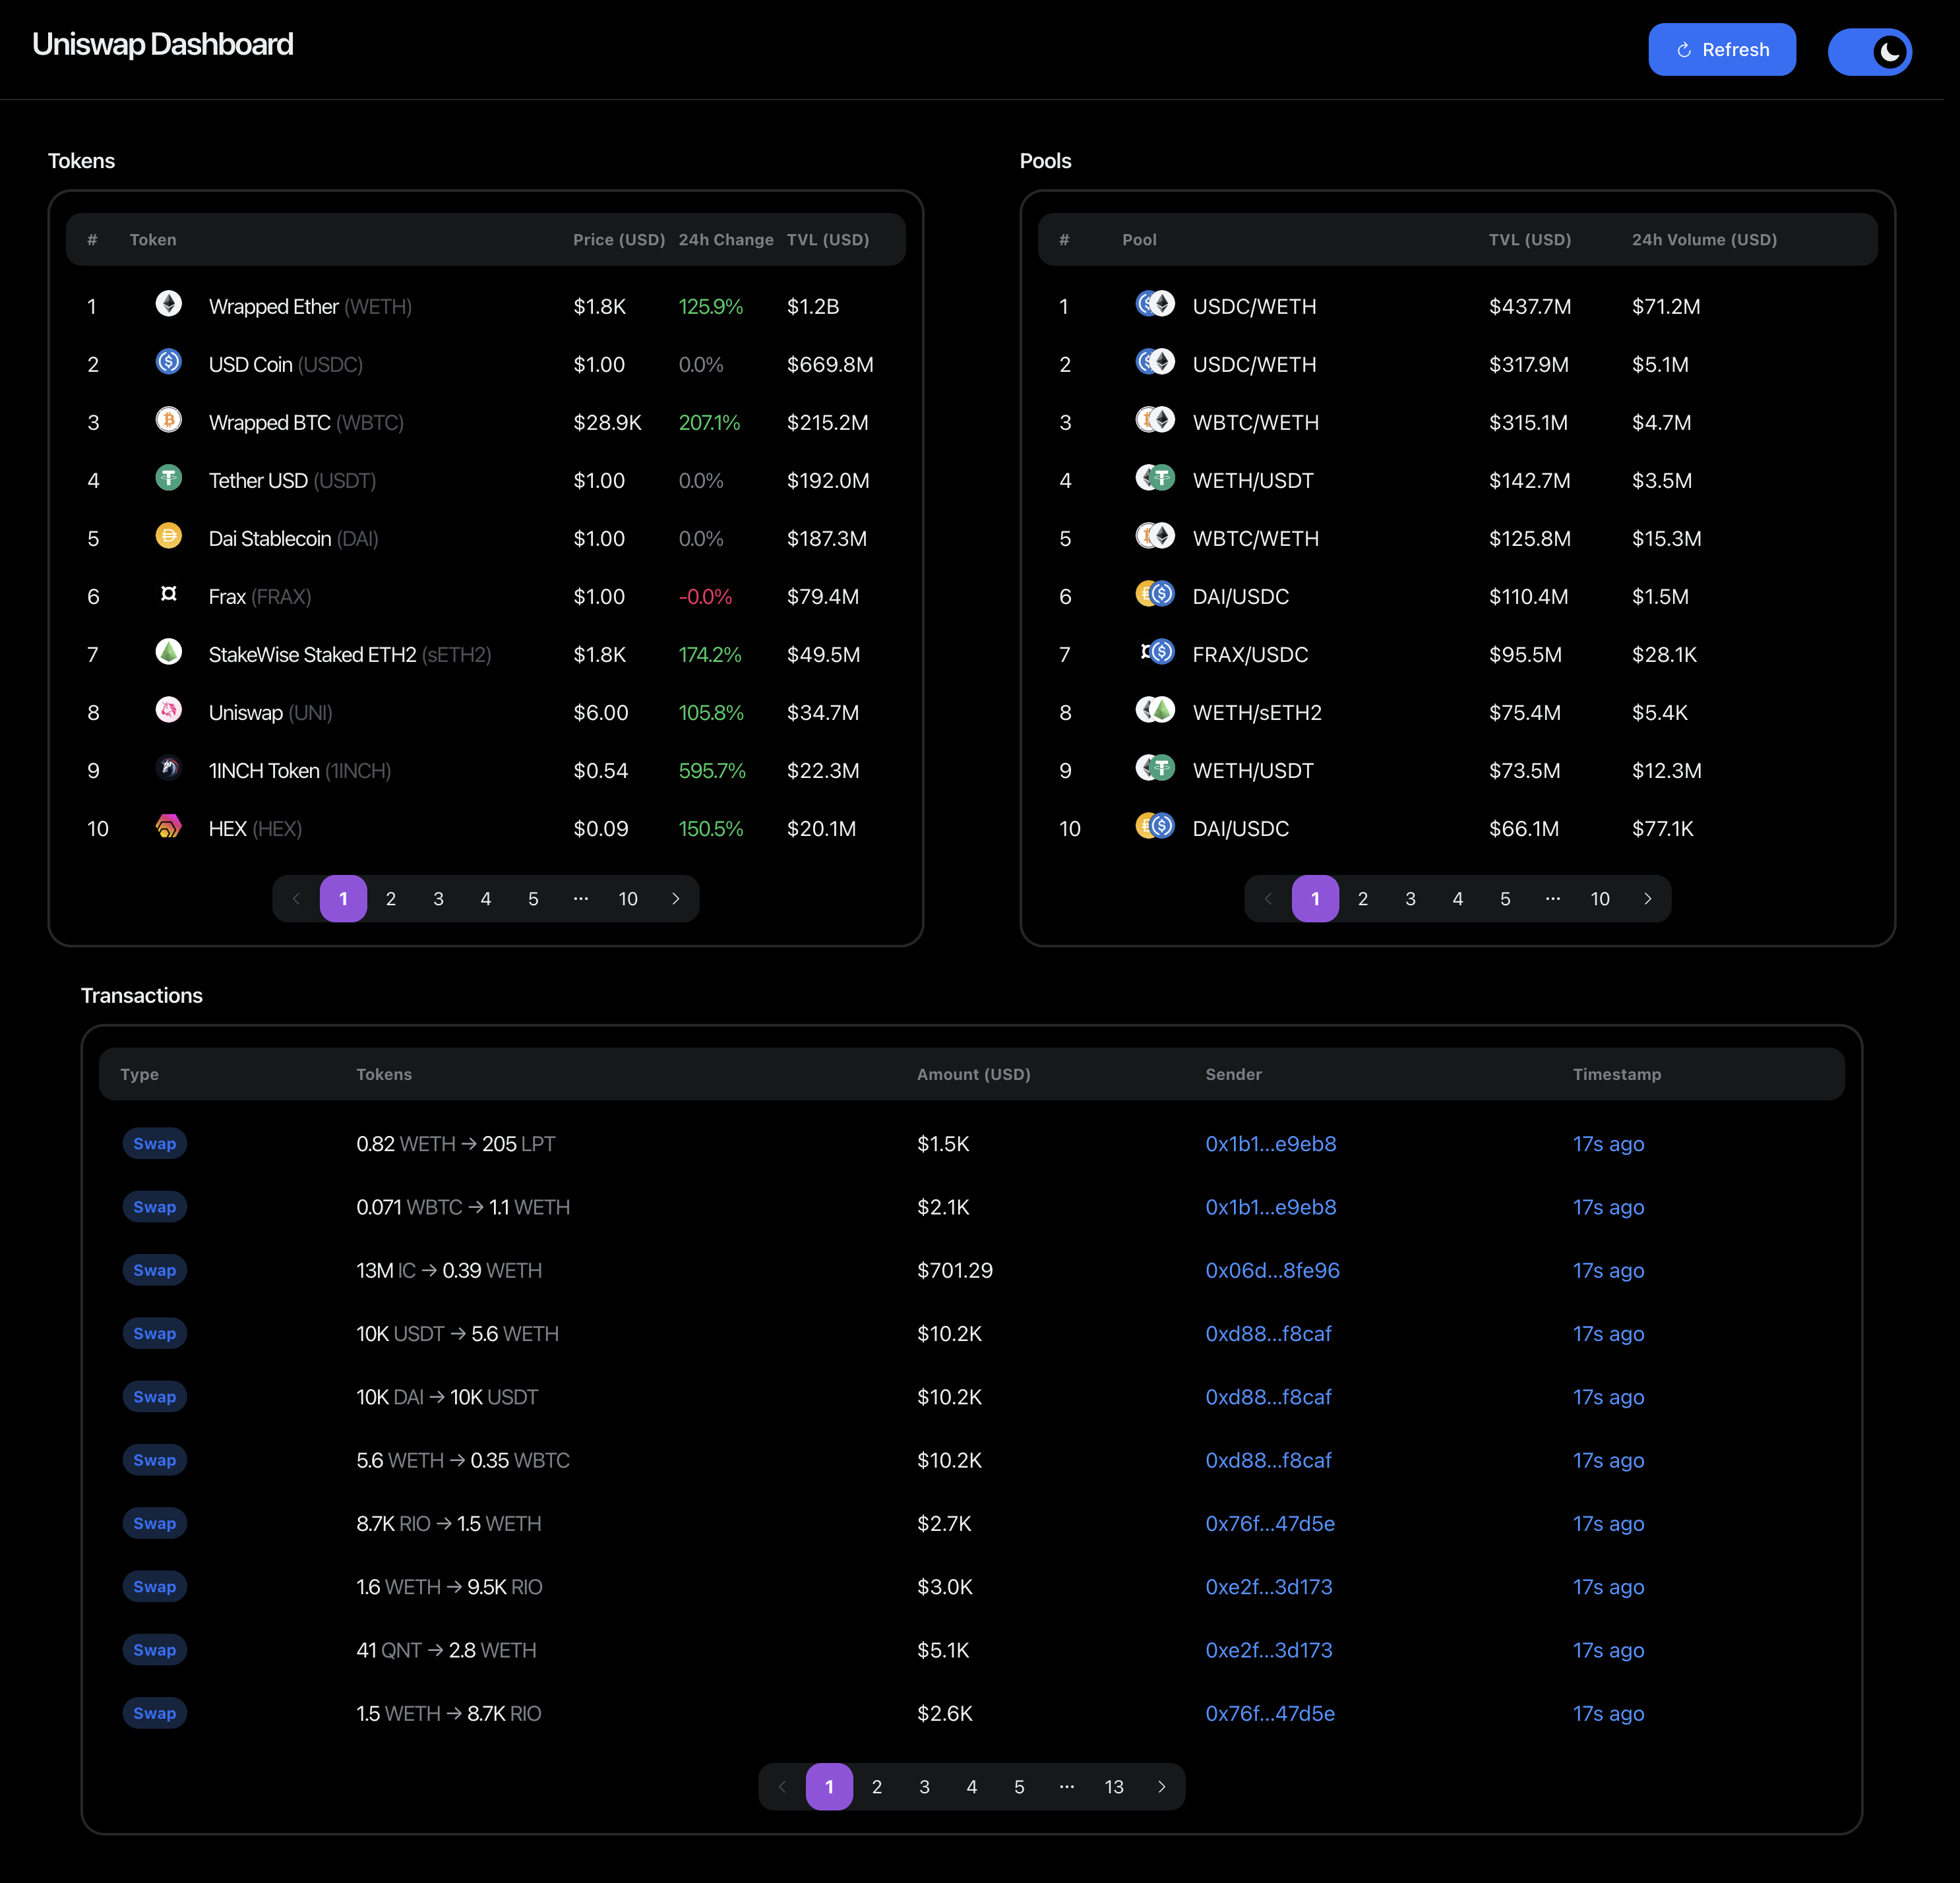 Uniswap Dashboard
Refresh
Tokens
# Token Price (USD) 24h Change TVL (USD)
1 Wrapped Ether (WETH) $1.8K 125.9% $1.2B
2 USD Coin (USDC) $1.00 0.0% $669.8M
3 Wrapped BTC (WBTC) $28.9K 207.1% $215.2M
4 Tether USD (USDT) $1.00 0.0% $192.0M
5 Dai Stablecoin (DAI) $1.00 0.0% $187.3M
6 Frax (FRAX) $1.00 -0.0% $79.4M
7 StakeWise Staked ETH2 (sETH2) $1.8K 174.2% $49.5M
8 Uniswap (UNI) $6.00 105.8% $34.7M
9 1INCH Token (1INCH) $0.54 595.7% $22.3M
10 HEX (HEX) $0.09 150.5% $20.1M
1 2 3 4 5 ... 10
Pools
# Pool TVL (USD) 24h Volume (USD)
1 USDC/WETH $437.7M $71.2M
2 USDC/WETH $317.9M $5.1M
3 WBTC/WETH $315.1M $4.7M
4 WETH/USDT $142.7M $3.5M
5 WBTC/WETH $125.8M $15.3M
6 DAI/USDC $110.4M $1.5M
7 FRAX/USDC $95.5M $28.1K
8 WETH/sETH2 $75.4M $5.4K
9 WETH/USDT $73.5M $12.3M
10 DAI/USDC $66.1M $77.1K
1 2 3 4 5 ... 10
Transactions
Type Tokens Amount (USD) Sender Timestamp
Swap 0.82 WETH → 205 LPT $1.5K 0x1b1...e9eb8 17s ago
Swap 0.071 WBTC → 1.1 WETH $2.1K 0x1b1...e9eb8 17s ago
Swap 13M IC → 0.39 WETH $701.29 0x06d...8fe96 17s ago
Swap 10K USDT → 5.6 WETH $10.2K 0xd88...f8caf 17s ago
Swap 10K DAI → 10K USDT $10.2K 0xd88...f8caf 17s ago
Swap 5.6 WETH → 0.35 WBTC $10.2K 0xd88...f8caf 17s ago
Swap 8.7K RIO → 1.5 WETH $2.7K 0x76f...47d5e 17s ago
Swap 1.6 WETH → 9.5K RIO $3.0K 0xe2f...3d173 17s ago
Swap 41 QNT → 2.8 WETH $5.1K 0xe2f...3d173 17s ago
Swap 1.5 WETH → 8.7K RIO $2.6K 0x76f...47d5e 17s ago
1 2 3 4 5 ... 13